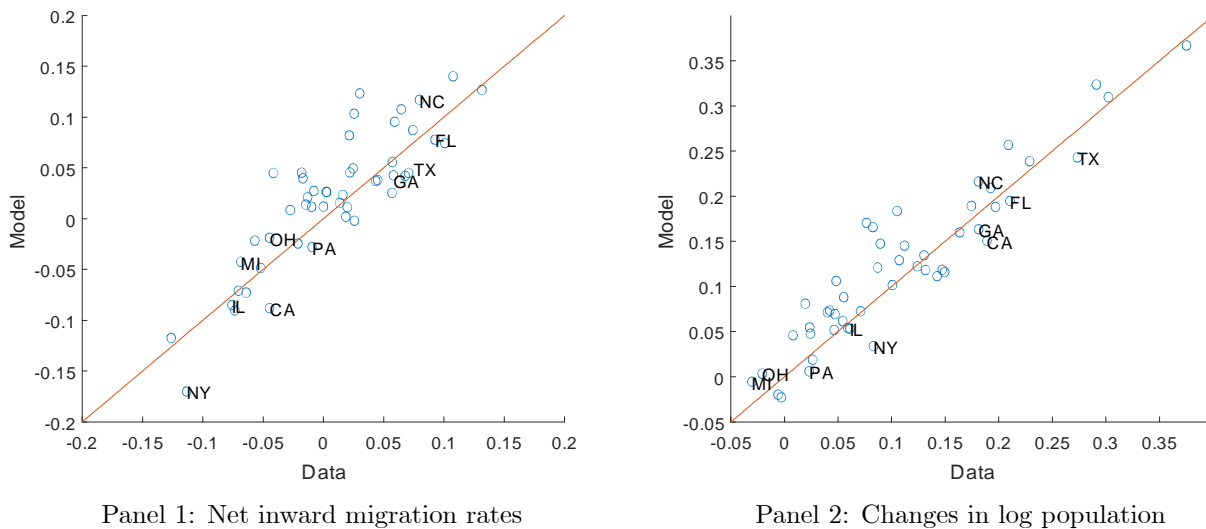 0.2
0.15
0.1
0.05
0
-0.05
-0.1
-0.15
-0.2
Model
-0.2
-0.15
-0.1
-0.05
0
0.05
0.1
0.15
0.2
Data
NC
FL
TX
GA
OH
PA
MI
IL
CA
NY
Panel 1: Net inward migration rates
0.35
0.3
0.25
0.2
0.15
0.1
0.05
0
-0.05
Model
-0.05
0
0.05
0.1
0.15
0.2
0.25
0.3
0.35
Data
TX
NC
FL
GA
CA
IL
NY
OH
PA
MI
Panel 2: Changes in log population